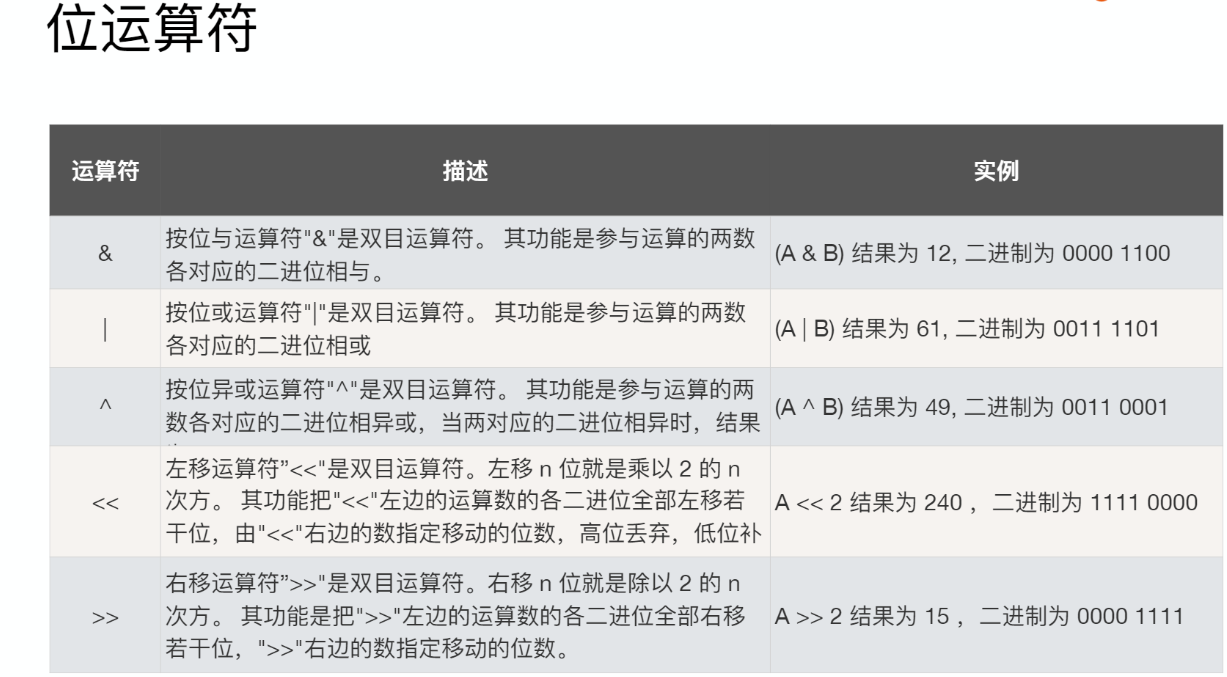 位运算符
运算符
描述
实例
&
按位与运算符"&"是双目运算符。 其功能是参与运算的两数
各对应的二进位相与。
(A & B) 结果为 12, 二进制为 0000 1100
|
按位或运算符"|"是双目运算符。 其功能是参与运算的两数
各对应的二进位相或
(A | B) 结果为 61, 二进制为 0011 1101
^
按位异或运算符"^"是双目运算符。 其功能是参与运算的两
数各对应的二进位相异或，当两对应的二进位相异时，结果
(A ^ B) 结果为 49, 二进制为 0011 0001
<<
左移运算符”<<"是双目运算符。左移 n 位就是乘以 2 的 n
次方。 其功能把"<<"左边的运算数的各二进位全部左移若
干位，由"<<"右边的数指定移动的位数，高位丢弃，低位补
A << 2 结果为 240 ，二进制为 1111 0000
>>
右移运算符”>>"是双目运算符。右移 n 位就是除以 2 的 n
次方。 其功能是把">>"左边的运算数的各二进位全部右移
若干位，">>"右边的数指定移动的位数。
A >> 2 结果为 15 ，二进制为 0000 1111